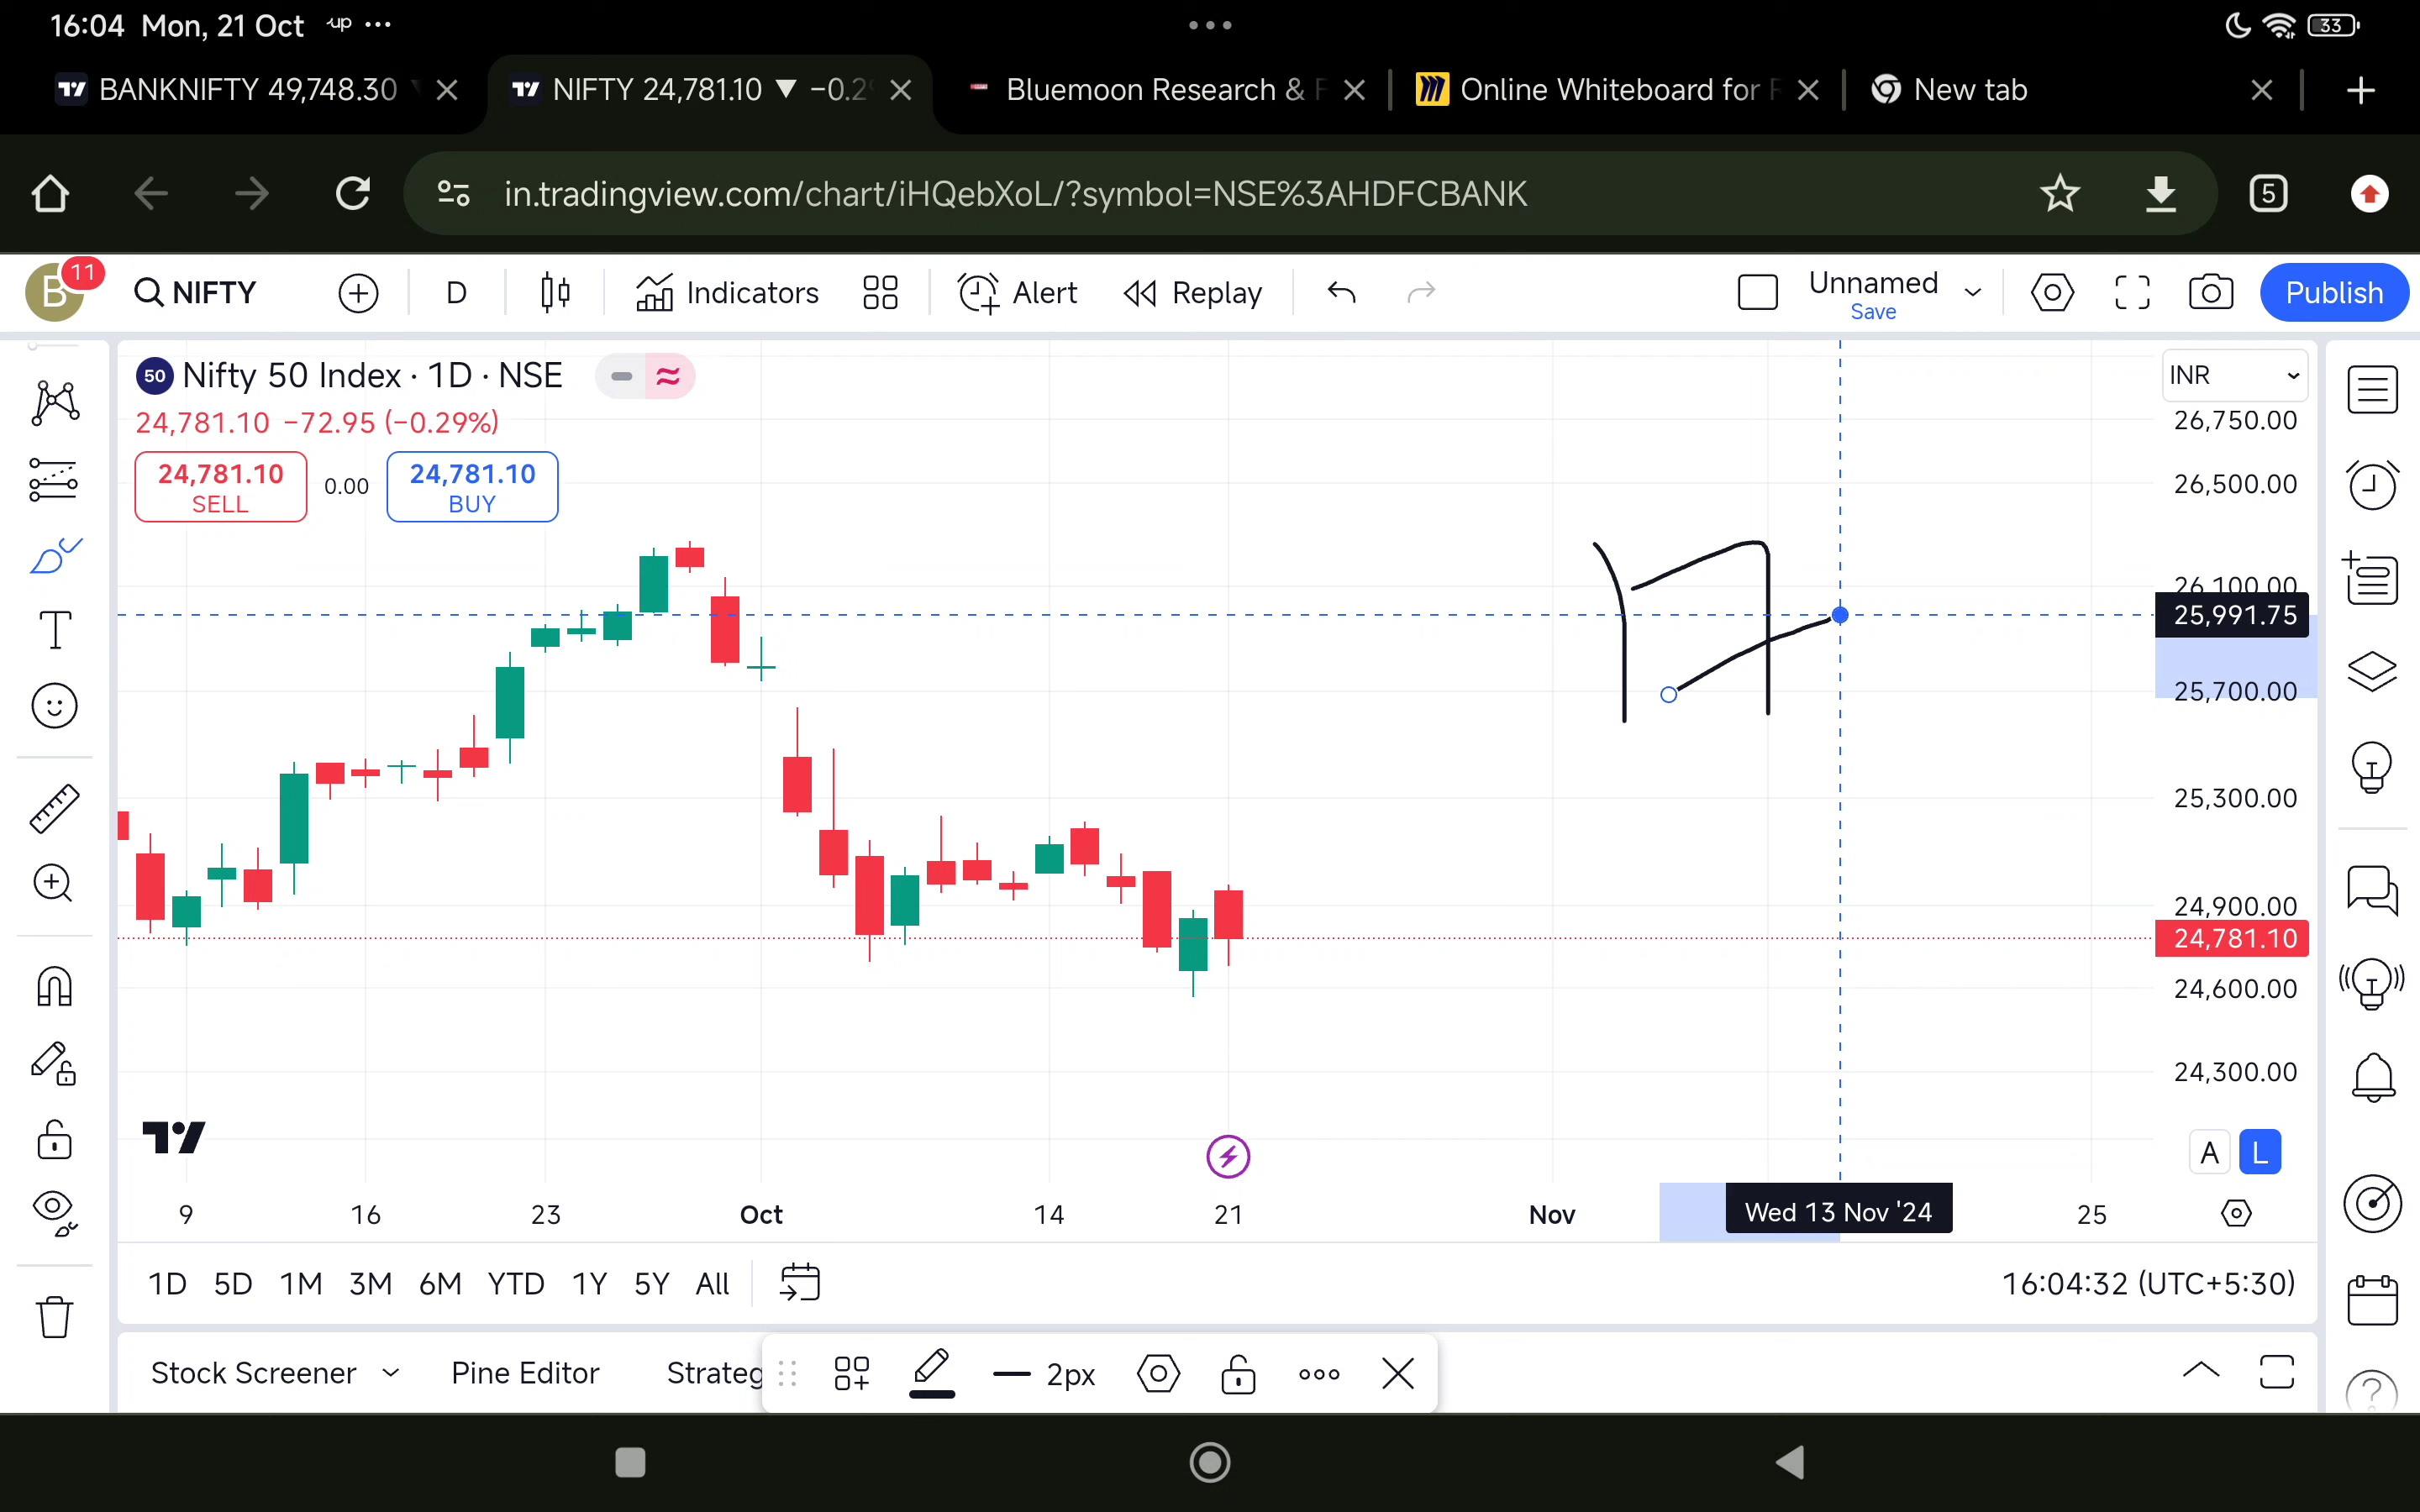 16:04 Mon, 21 Oct up 33
BANKNIFTY 49,748.30 NIFTY 24,781.10 ▼ −0.2 Bluemoon Research & F Online Whiteboard for New tab
in.tradingview.com/chart/iHQebXoL/?symbol=NSE%3AHDFCBANK 5
B 11 NIFTY D Indicators Alert Replay Unnamed Save Publish
50 Nifty 50 Index · 1D · NSE INR
24,781.10 −72.95 (−0.29%)
24,781.10 SELL 0.00 24,781.10 BUY
26,750.00
26,500.00
26,100.00
17
25,991.75
25,700.00
25,300.00
24,900.00
24,781.10
24,600.00
24,300.00
A L
9 16 23 Oct 14 21 Nov Wed 13 Nov '24 25
1D 5D 1M 3M 6M YTD 1Y 5Y All 16:04:32 (UTC+5:30)
Stock Screener Pine Editor Strateg 2px